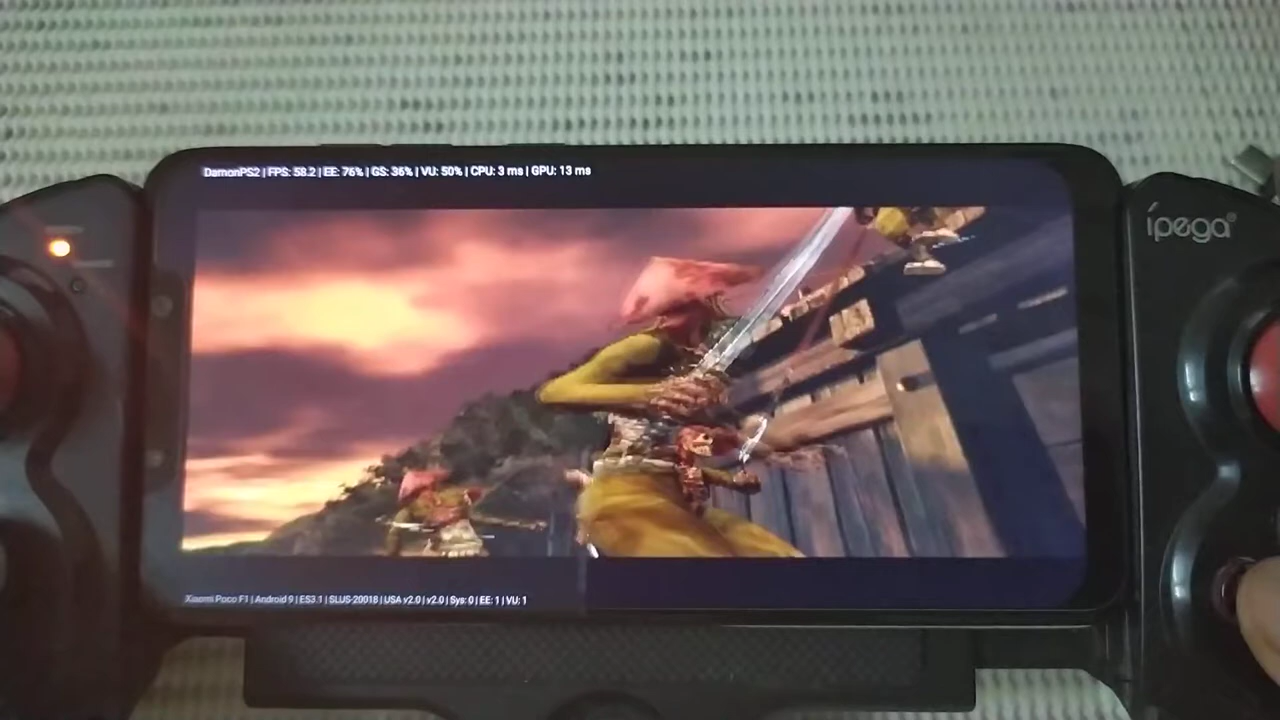 DamonPS2 | FPS: 58.2 | EE: 76% | GS: 36% | VU: 50% | CPU: 3 ms | GPU: 13 ms
ípega®
Xiaomi Poco F1 | Android 9 | ES3.1 | SLUS-20018 | USA v2.0 | v2.0 | Sys: 0 | EE: 1 | VU: 1